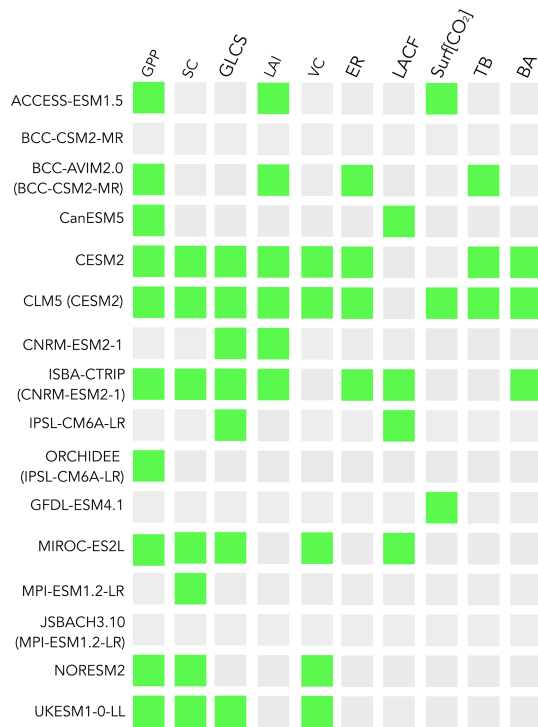 GPP SC GLCS LAI VC ER LACF Surf[CO₂] TB BA
ACCESS-ESM1.5
BCC-CSM2-MR
BCC-AVIM2.0
(BCC-CSM2-MR)
CanESM5
CESM2
CLM5 (CESM2)
CNRM-ESM2-1
ISBA-CTRIP
(CNRM-ESM2-1)
IPSL-CM6A-LR
ORCHIDEE
(IPSL-CM6A-LR)
GFDL-ESM4.1
MIROC-ES2L
MPI-ESM1.2-LR
JSBACH3.10
(MPI-ESM1.2-LR)
NORESM2
UKESM1-0-LL